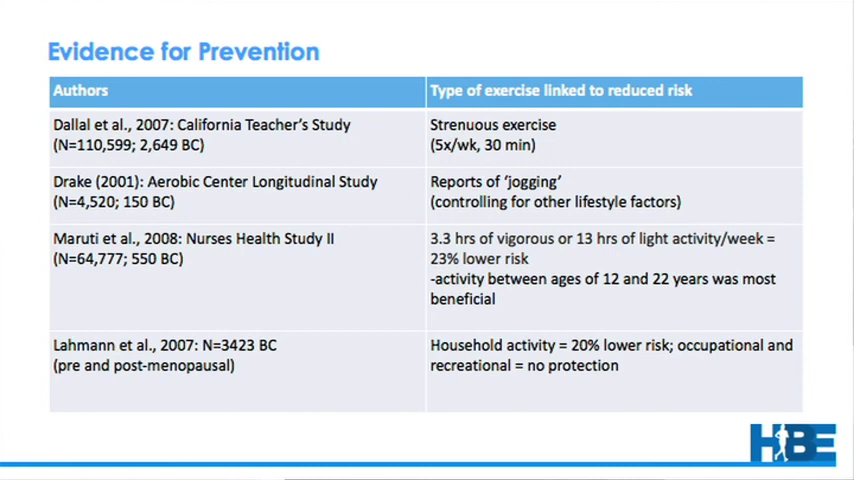 Evidence for Prevention
Authors
Type of exercise linked to reduced risk
Dallal et al., 2007: California Teacher’s Study
(N=110,599; 2,649 BC)
Strenuous exercise
(5x/wk, 30 min)
Drake (2001): Aerobic Center Longitudinal Study
(N=4,520; 150 BC)
Reports of ‘jogging’
(controlling for other lifestyle factors)
Maruti et al., 2008: Nurses Health Study II
(N=64,777; 550 BC)
3.3 hrs of vigorous or 13 hrs of light activity/week =
23% lower risk
-activity between ages of 12 and 22 years was most
beneficial
Lahmann et al., 2007: N=3423 BC
(pre and post-menopausal)
Household activity = 20% lower risk; occupational and
recreational = no protection
HBE